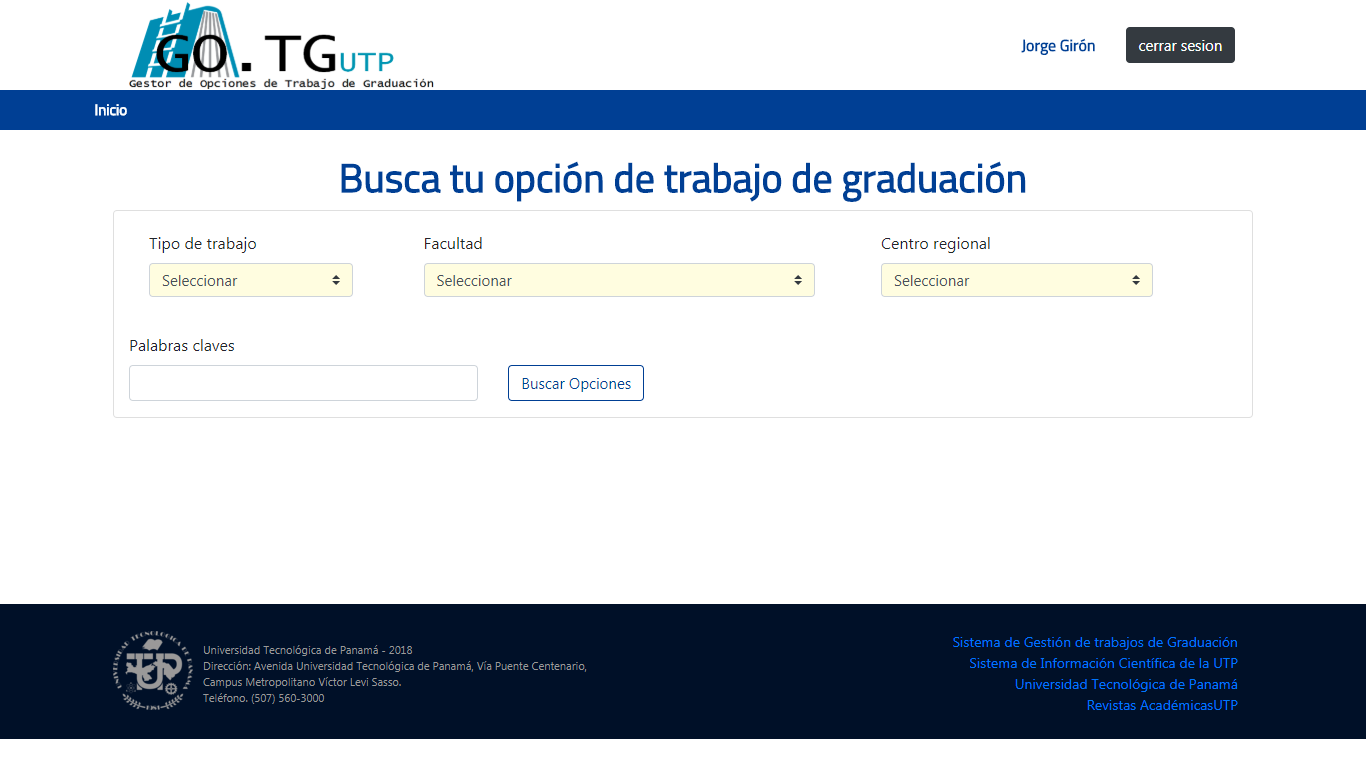 GO. TG UTP
Gestor de Opciones de Trabajo de Graduación
Jorge Girón
cerrar sesion
Inicio
Busca tu opción de trabajo de graduación
Tipo de trabajo
Facultad
Centro regional
Seleccionar
Seleccionar
Seleccionar
Palabras claves
Buscar Opciones
Universidad Tecnológica de Panamá - 2018
Dirección: Avenida Universidad Tecnológica de Panamá, Vía Puente Centenario,
Campus Metropolitano Víctor Levi Sasso.
Teléfono. (507) 560-3000
Sistema de Gestión de trabajos de Graduación
Sistema de Información Científica de la UTP
Universidad Tecnológica de Panamá
Revistas AcadémicasUTP